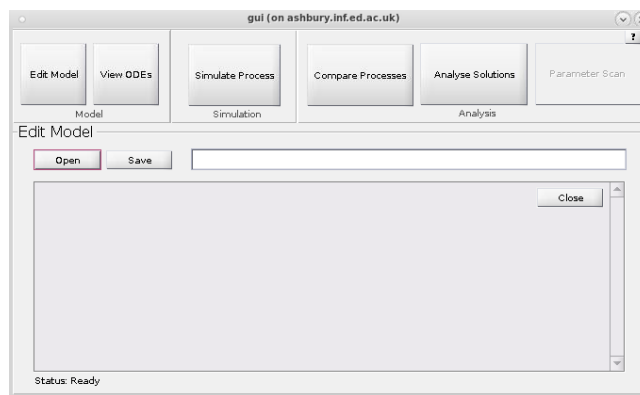 gui (on ashbury.inf.ed.ac.uk)
?
Edit Model View ODEs Simulate Process Compare Processes Analyse Solutions Parameter Scan
Model Simulation Analysis
Edit Model
Open Save
Close
Status: Ready